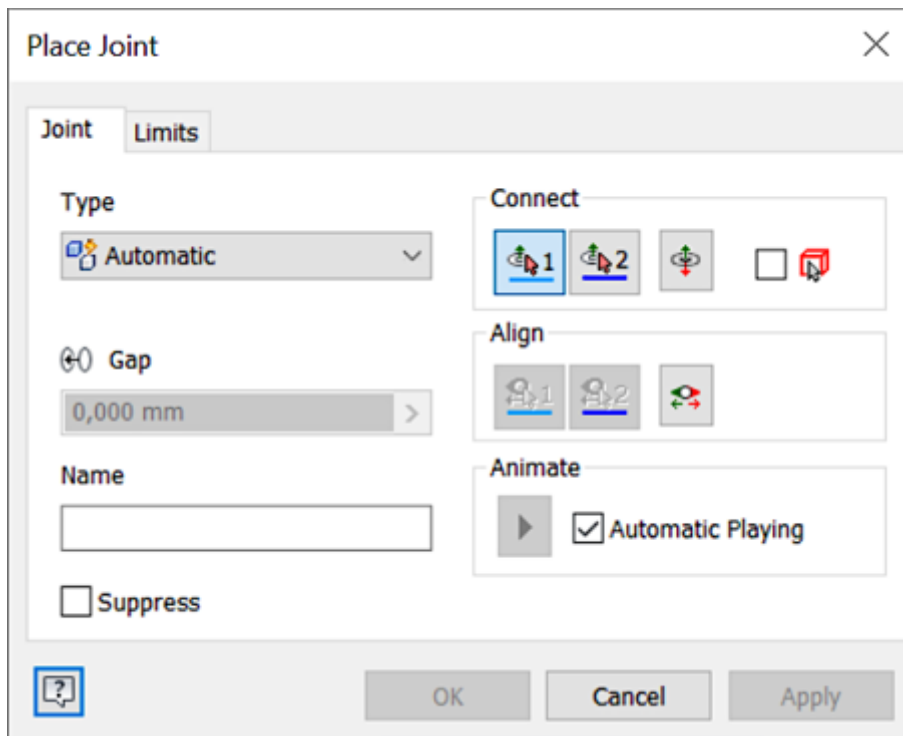 Place Joint
Joint
Limits
Type
Automatic
Gap
0,000 mm
Name
Suppress
Connect
1
2
Align
1
2
Animate
Automatic Playing
?
OK
Cancel
Apply